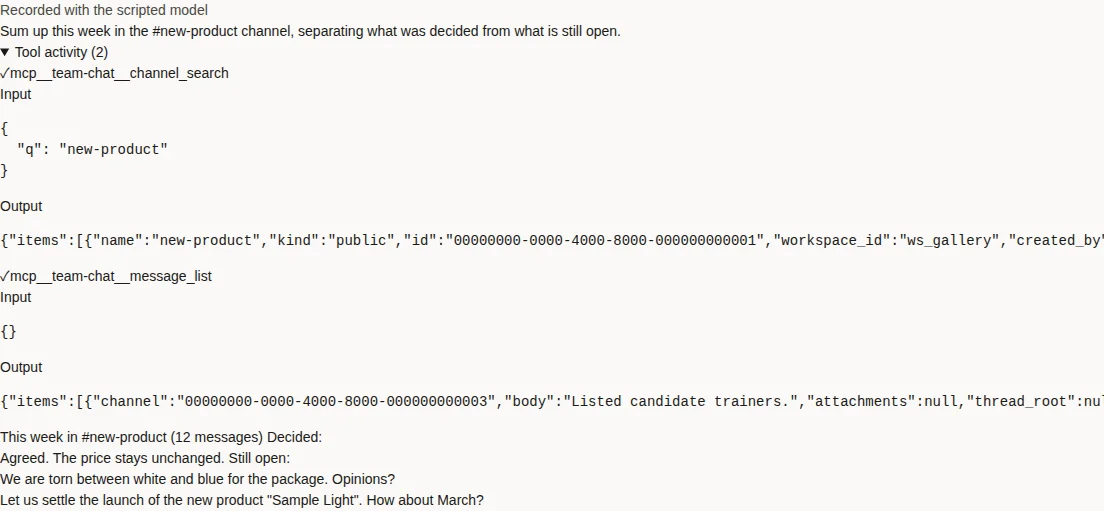 Recorded with the scripted model
Sum up this week in the #new-product channel, separating what was decided from what is still open.
▼ Tool activity (2)
✓mcp__team-chat__channel_search
Input
{
  "q": "new-product"
}
Output
{"items":[{"name":"new-product","kind":"public","id":"00000000-0000-4000-8000-000000000001","workspace_id":"ws_gallery","created_by"
✓mcp__team-chat__message_list
Input
{}
Output
{"items":[{"channel":"00000000-0000-4000-8000-000000000003","body":"Listed candidate trainers.","attachments":null,"thread_root":nul
This week in #new-product (12 messages) Decided:
Agreed. The price stays unchanged. Still open:
We are torn between white and blue for the package. Opinions?
Let us settle the launch of the new product "Sample Light". How about March?